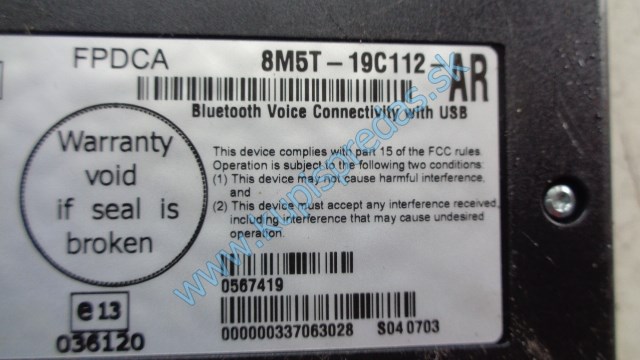 FPDCA
8M5T-19C112-AR
Bluetooth Voice Connectivity with USB
Warranty
void
if seal is
broken
This device complies with part 15 of the FCC rules.
Operation is subject to the following two conditions:
(1) This device may not cause harmful interference,
and
(2) This device must accept any interference received,
including interference that may cause undesired
operation.
0567419
e13
036120
000000337063028 S040703
www.kupispredas.sk